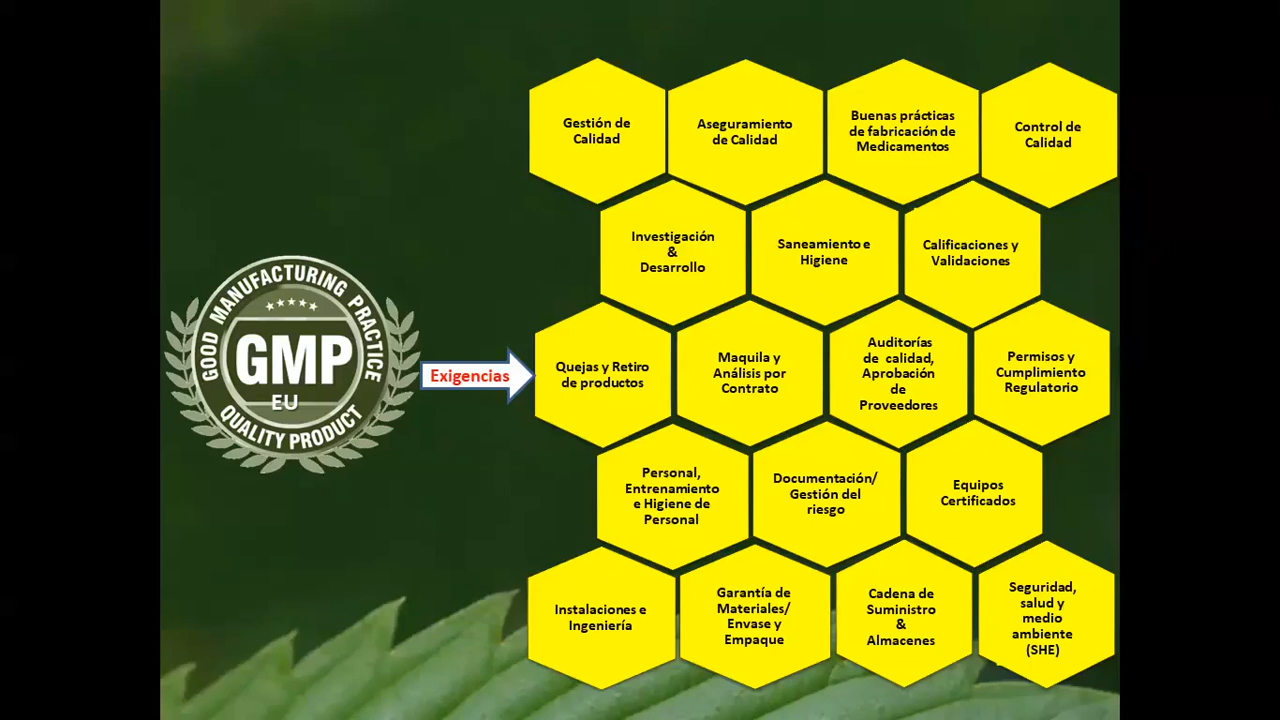 GOOD MANUFACTURING PRACTICE
GMP
EU
QUALITY PRODUCT
Exigencias
Gestión de
Calidad
Aseguramiento
de Calidad
Buenas prácticas
de fabricación de
Medicamentos
Control de
Calidad
Investigación
&
Desarrollo
Saneamiento e
Higiene
Calificaciones y
Validaciones
Quejas y Retiro
de productos
Maquila y
Análisis por
Contrato
Auditorías
de calidad,
Aprobación
de
Proveedores
Permisos y
Cumplimiento
Regulatorio
Personal,
Entrenamiento
e Higiene de
Personal
Documentación/
Gestión del
riesgo
Equipos
Certificados
Instalaciones e
Ingeniería
Garantía de
Materiales/
Envase y
Empaque
Cadena de
Suministro
&
Almacenes
Seguridad,
salud y
medio
ambiente
(SHE)